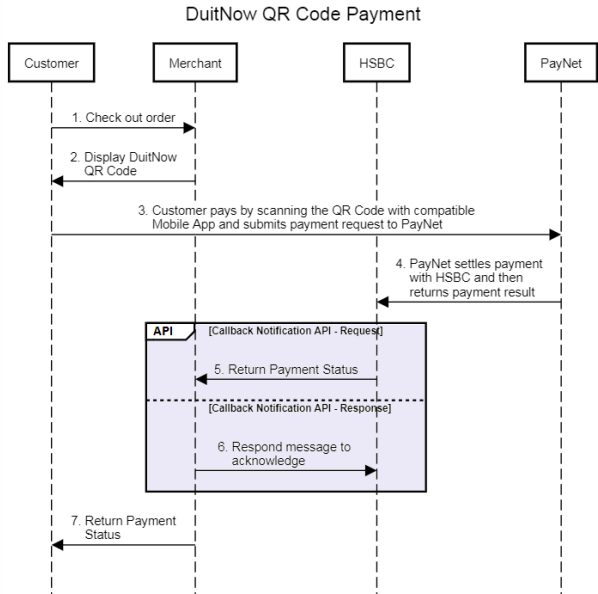 DuitNow QR Code Payment
Customer
Merchant
HSBC
PayNet
1. Check out order
2. Display DuitNow
QR Code
3. Customer pays by scanning the QR Code with compatible
Mobile App and submits payment request to PayNet
4. PayNet settles payment
with HSBC and then
returns payment result
API
[Callback Notification API - Request]
5. Return Payment Status
[Callback Notification API - Response]
6. Respond message to
acknowledge
7. Return Payment
Status